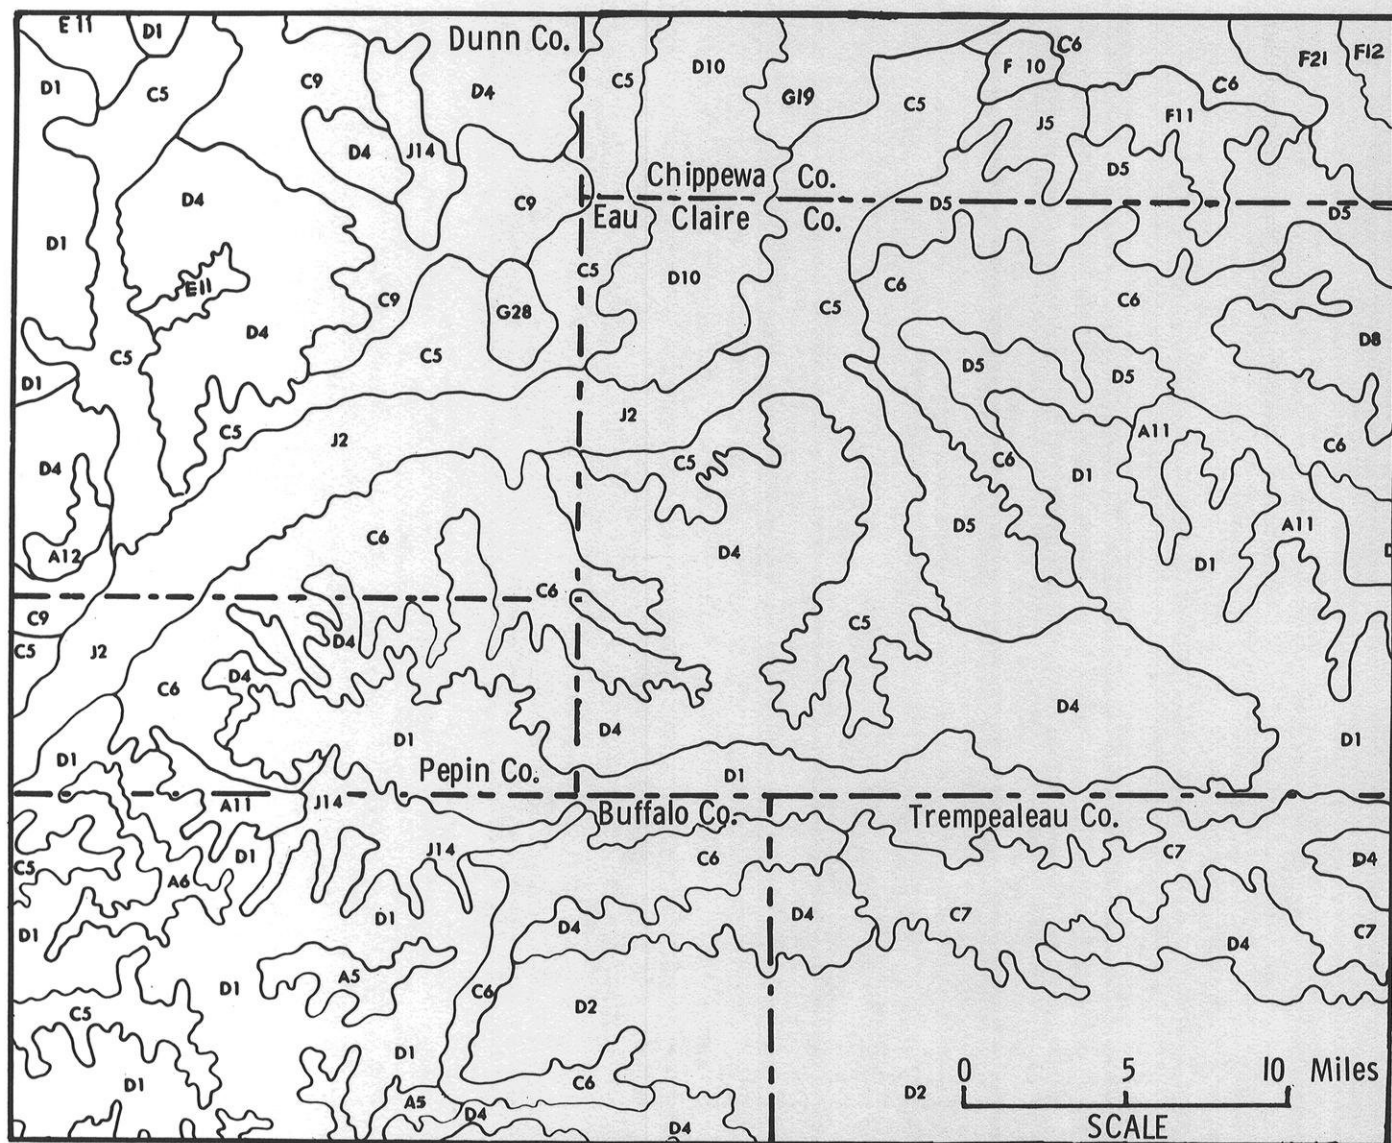 E 11 D1 Dunn Co. C6
D1 C5 C9 D4 C5 D10 G19 C5 F 10 C6 F21 F12
D4 J14 J5 F11
D4 Chippewa Co. D5
C9 Eau Claire Co. D5 D5
D1 E11 C9 C5 D10 C6 C6
G28 C5
D4 C5 D8
C5 D5 D5
D1
C5 J2 J2 A11 C6
D4 C5 C6 D1
A12 C6 D4 D5 D1 A11 D
C9 C6
C5 J2 D4 C5
C6 D4
D1 D1 D4 D4 D1
Pepin Co. D1
A11 J14 Buffalo Co. Trempealeau Co.
C5 D1 J14 C6 C7 D4
A6
D1 D1 D4 D4 C7 D4 C7
D1 A5 C6
C5 D2
D1 D1 C6 0 5 10 Miles
A5 D4 D4 D2
SCALE